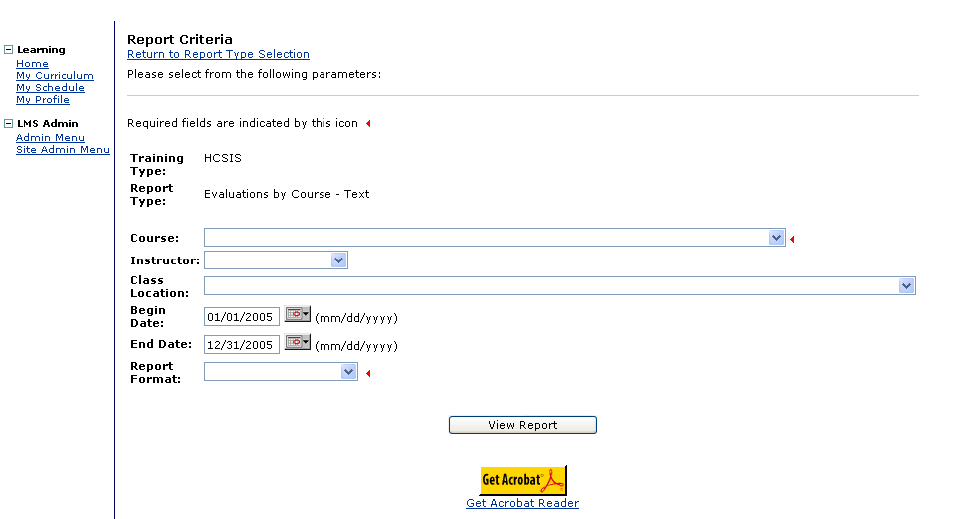 Learning
Home
My Curriculum
My Schedule
My Profile
LMS Admin
Admin Menu
Site Admin Menu
Report Criteria
Return to Report Type Selection
Please select from the following parameters:
Required fields are indicated by this icon
Training
Type:
HCSIS
Report
Type:
Evaluations by Course - Text
Course:
Instructor:
Class
Location:
Begin
Date:
01/01/2005
(mm/dd/yyyy)
End Date:
12/31/2005
(mm/dd/yyyy)
Report
Format:
View Report
Get Acrobat
Get Acrobat Reader